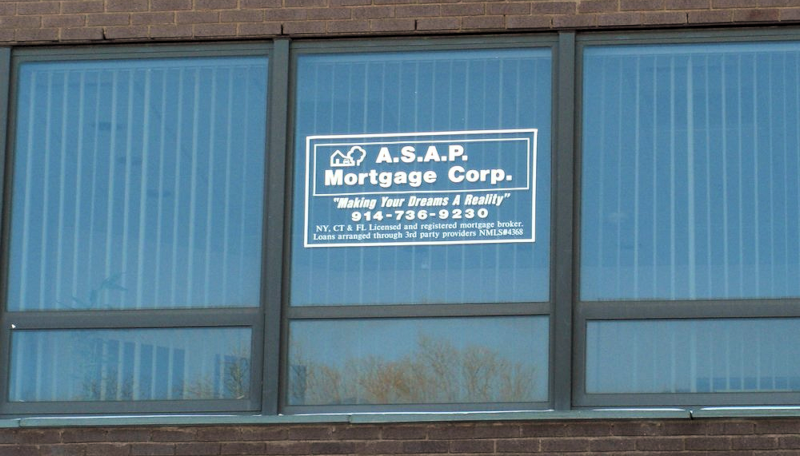 A.S.A.P.
Mortgage Corp.
"Making Your Dreams A Reality"
914-736-9230
NY, CT & FL Licensed and registered mortgage broker.
Loans arranged through 3rd party providers NMLS#4368